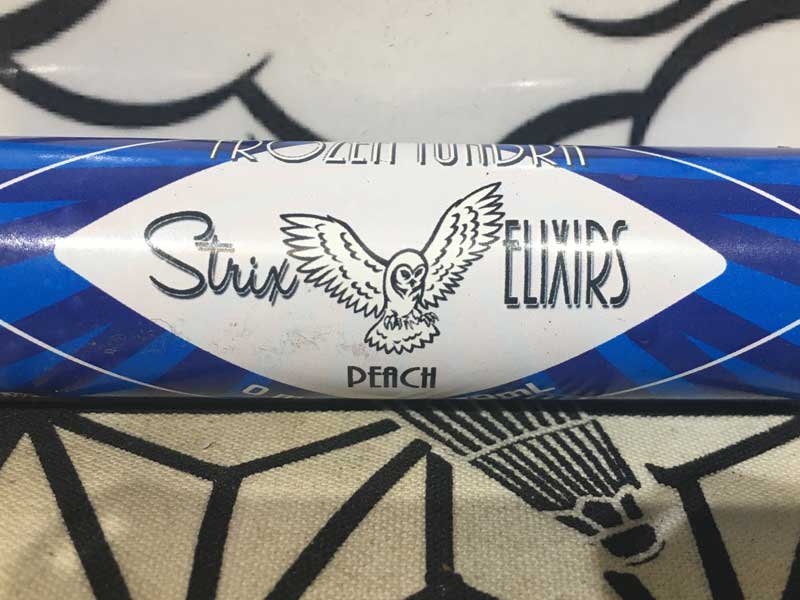 FROZEN TUNDRA
Strix ELIXIRS
PEACH